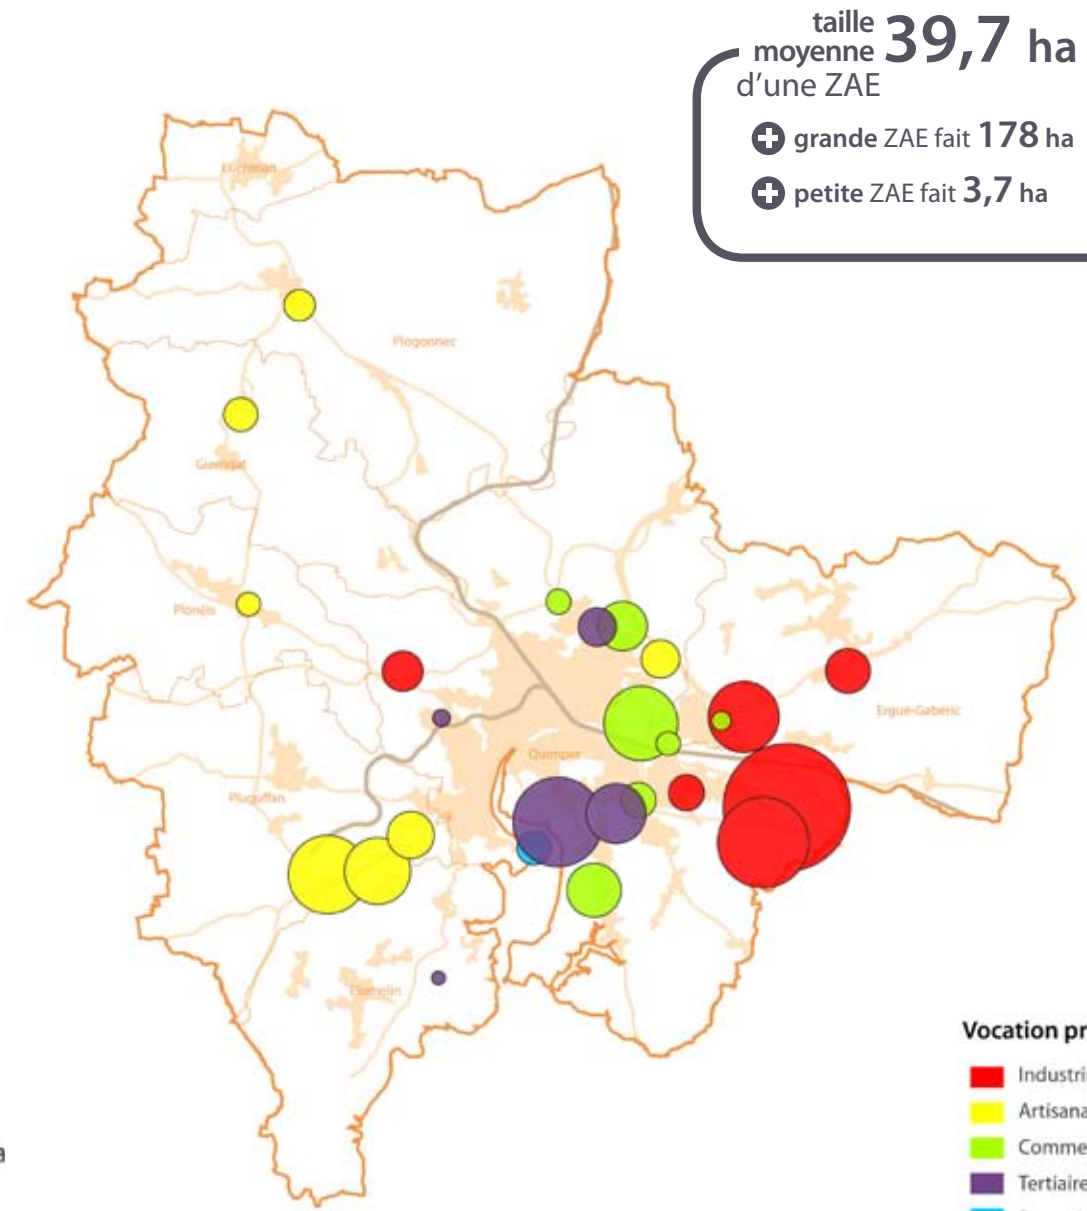 taille
moyenne 39,7 ha
d'une ZAE
grande ZAE fait 178 ha
petite ZAE fait 3,7 ha
Plogonnec
Guengat
Plonéis
Ergué-Gabéric
Quimper
Pluguffan
Plomelin
Vocation pr
Industri
Artisana
Comme
Tertiaire
a